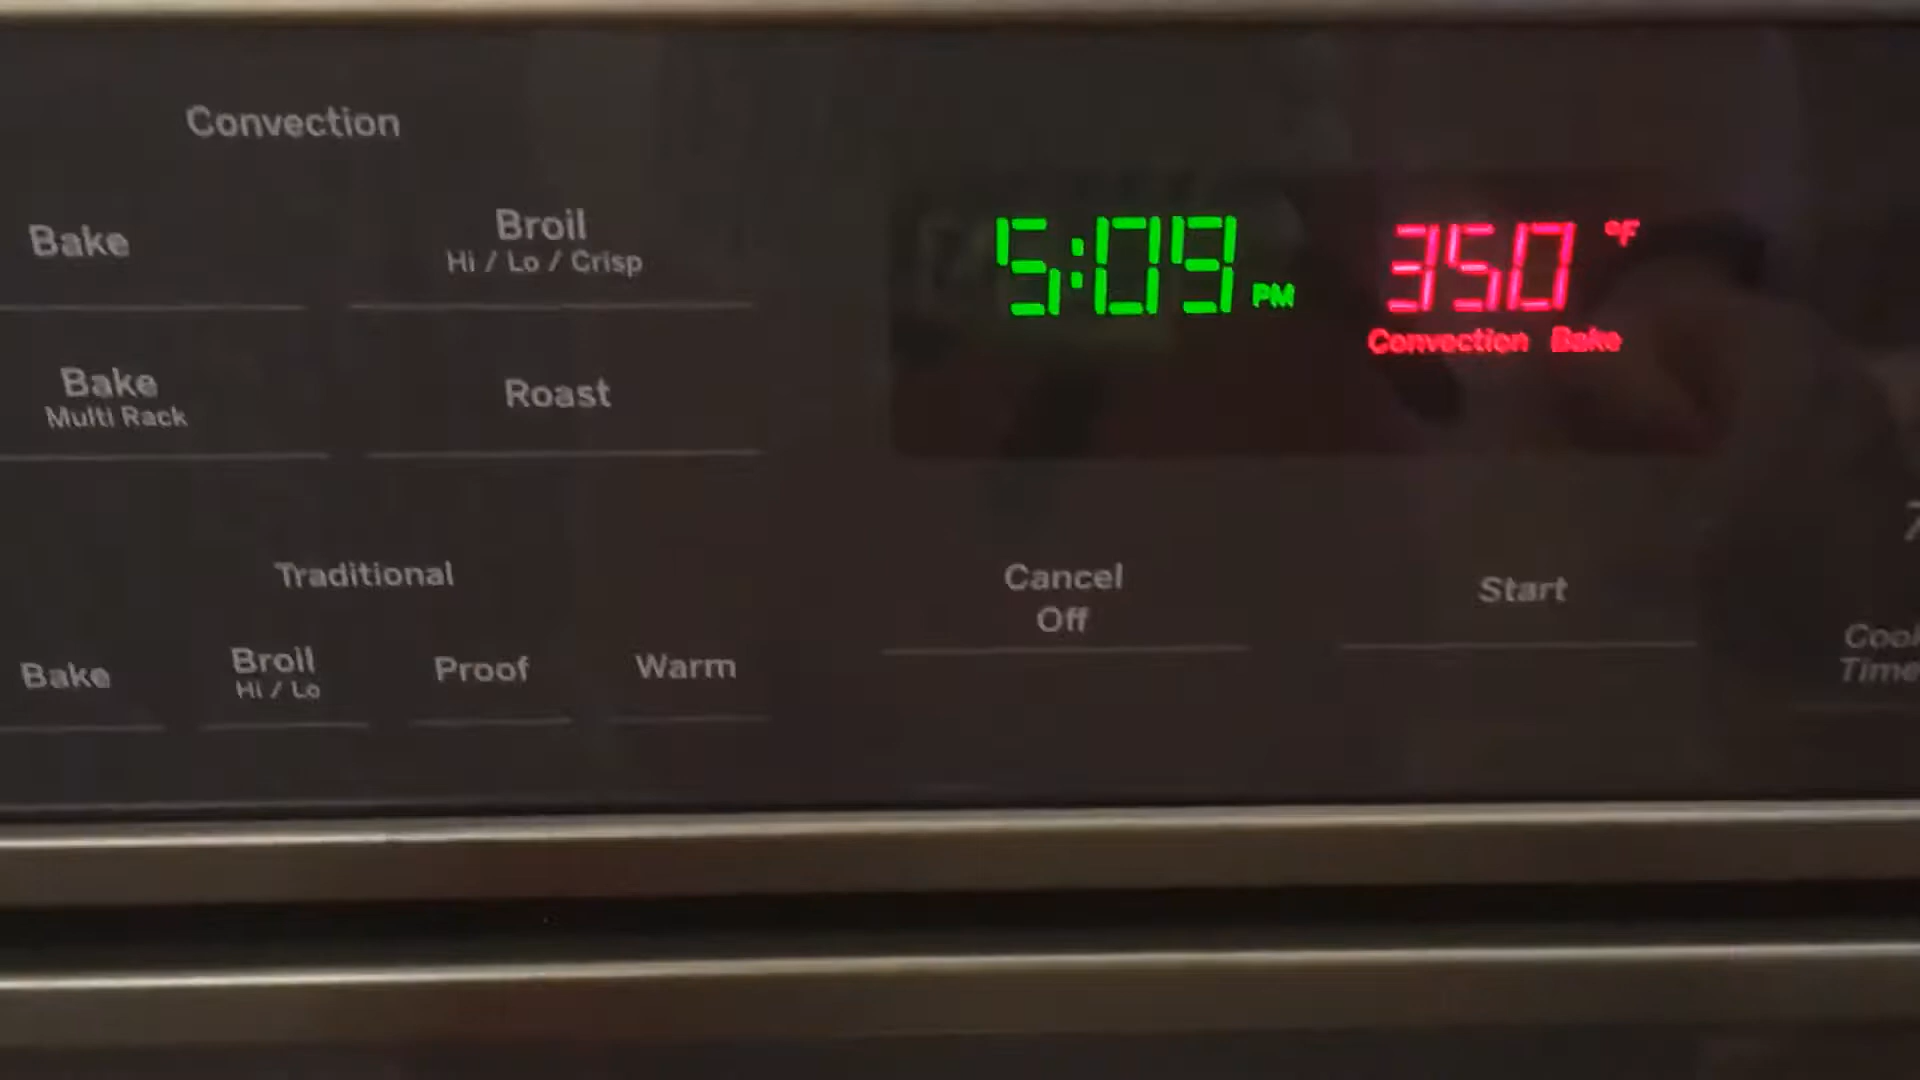 Convection
Bake
Broil
Hi / Lo / Crisp
Bake
Multi Rack
Roast
Traditional
Bake
Broil
Hi / Lo
Proof
Warm
5:09 PM
350 °F
Convection Bake
Cancel
Off
Start
7
Cook
Time